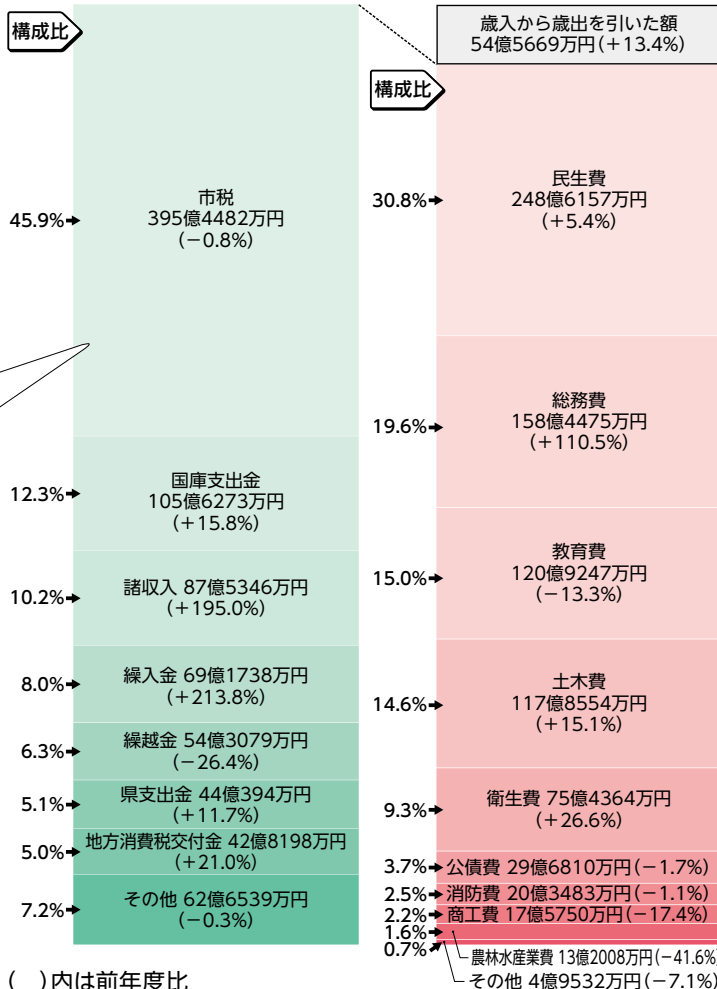 構成比
45.9%
市税
395億4482万円
(−0.8%)
12.3%
国庫支出金
105億6273万円
(+15.8%)
10.2%
諸収入 87億5346万円
(+195.0%)
8.0%
繰入金 69億1738万円
(+213.8%)
6.3%
繰越金 54億3079万円
(−26.4%)
5.1%
県支出金 44億394万円
(+11.7%)
5.0%
地方消費税交付金 42億8198万円
(+21.0%)
7.2%
その他 62億6539万円
(−0.3%)
歳入から歳出を引いた額
54億5669万円(+13.4%)
構成比
30.8%
民生費
248億6157万円
(+5.4%)
19.6%
総務費
158億4475万円
(+110.5%)
15.0%
教育費
120億9247万円
(−13.3%)
14.6%
土木費
117億8554万円
(+15.1%)
9.3%
衛生費 75億4364万円
(+26.6%)
3.7%
公債費 29億6810万円(−1.7%)
2.5%
消防費 20億3483万円(−1.1%)
2.2%
商工費 17億5750万円(−17.4%)
1.6%
農林水産業費 13億2008万円(−41.6%)
0.7%
その他 4億9532万円(−7.1%)
(　)内は前年度比